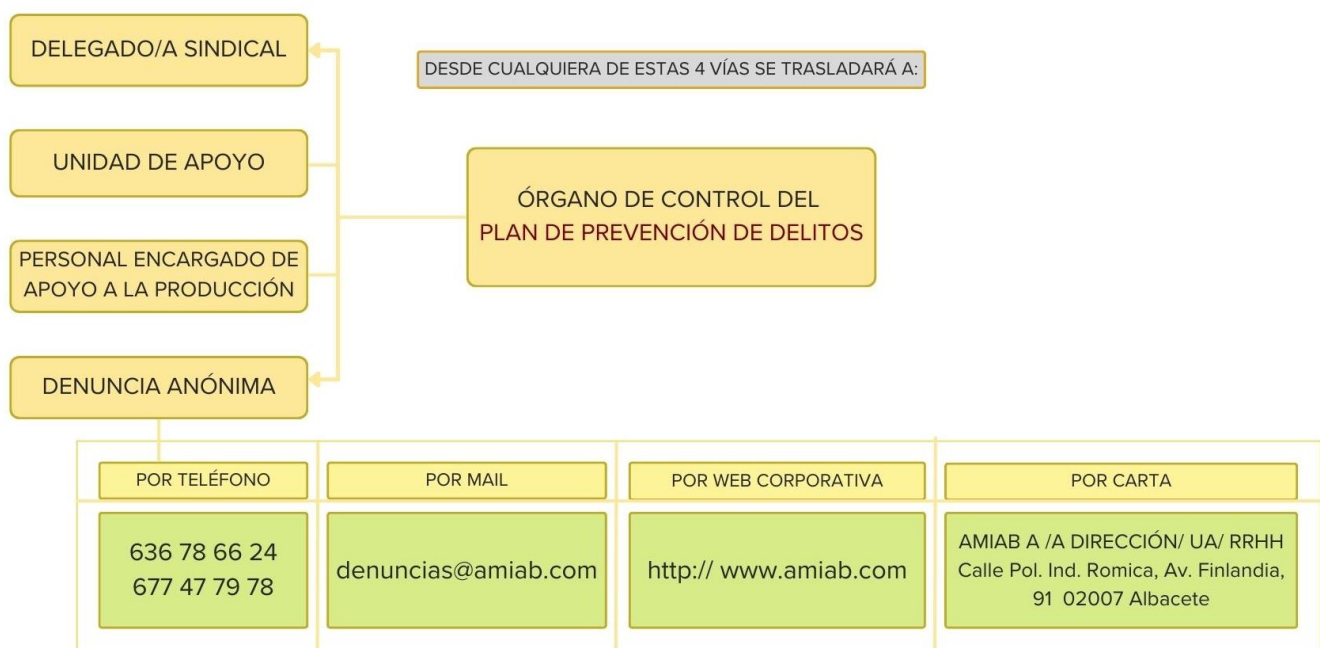 DELEGADO/A SINDICAL
DESDE CUALQUIERA DE ESTAS 4 VÍAS SE TRASLADARÁ A:
UNIDAD DE APOYO
ÓRGANO DE CONTROL DEL
PLAN DE PREVENCIÓN DE DELITOS
PERSONAL ENCARGADO DE
APOYO A LA PRODUCCIÓN
DENUNCIA ANÓNIMA
POR TELÉFONO
POR MAIL
POR WEB CORPORATIVA
POR CARTA
636 78 66 24
677 47 79 78
denuncias@amiab.com
http:// www.amiab.com
AMIAB A /A DIRECCIÓN/ UA/ RRHH
Calle Pol. Ind. Romica, Av. Finlandia,
91 02007 Albacete